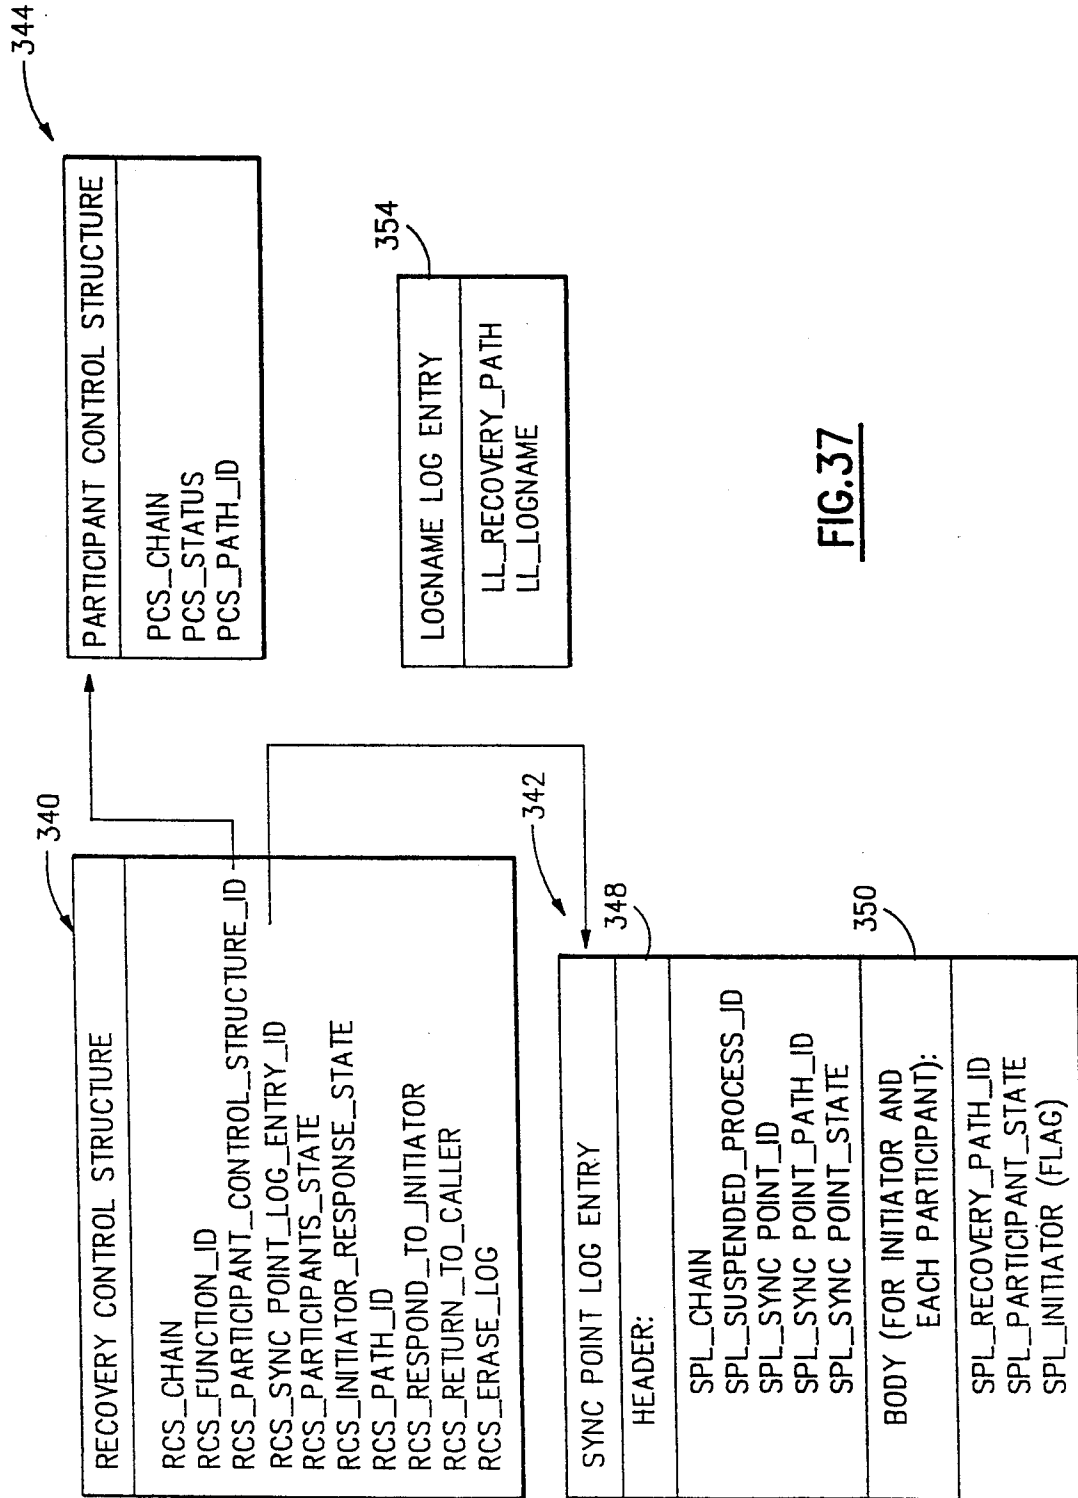 RECOVERY CONTROL STRUCTURE
340
RCS_CHAIN
RCS_FUNCTION_ID
RCS_PARTICIPANT_CONTROL_STRUCTURE_ID
RCS_SYNC POINT_LOG_ENTRY_ID
RCS_PARTICIPANTS_STATE
RCS_INITIATOR_RESPONSE_STATE
RCS_PATH_ID
RCS_RESPOND_TO_INITIATOR
RCS_RETURN_TO_CALLER
RCS_ERASE_LOG
PARTICIPANT CONTROL STRUCTURE
344
PCS_CHAIN
PCS_STATUS
PCS_PATH_ID
LOGNAME LOG ENTRY
354
LL_RECOVERY_PATH
LL_LOGNAME
SYNC POINT LOG ENTRY
342
HEADER:
348
SPL_CHAIN
SPL_SUSPENDED_PROCESS_ID
SPL_SYNC POINT_ID
SPL_SYNC POINT_PATH_ID
SPL_SYNC POINT_STATE
BODY (FOR INITIATOR AND
EACH PARTICIPANT):
350
SPL_RECOVERY_PATH_ID
SPL_PARTICIPANT_STATE
SPL_INITIATOR (FLAG)
FIG.37